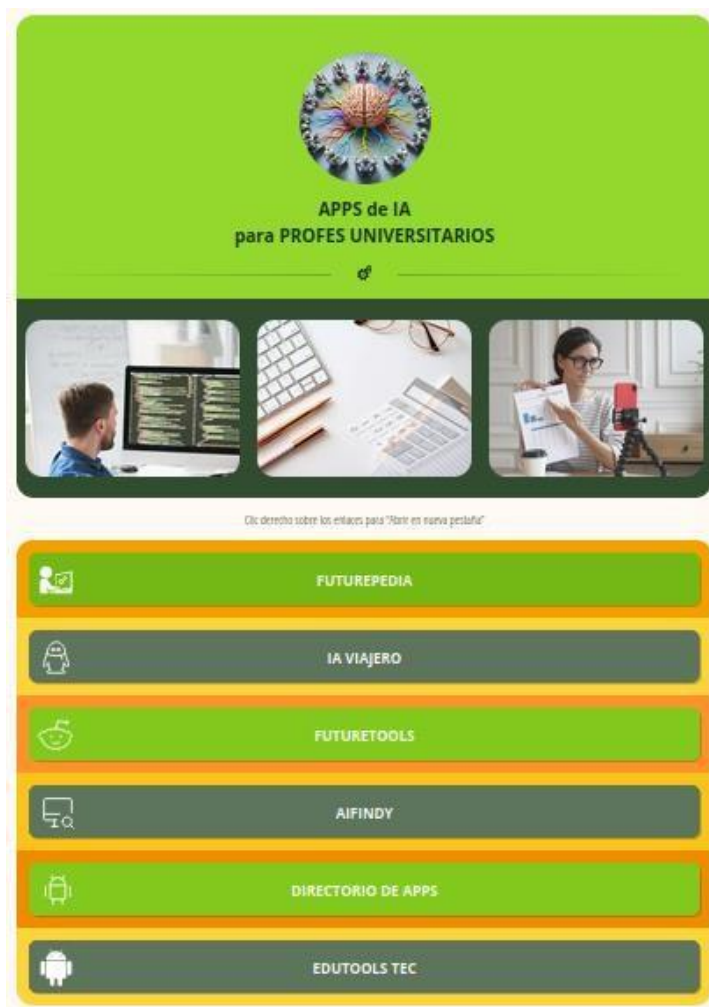 APPS de IA
para PROFES UNIVERSITARIOS
Clic derecho sobre los enlaces para "Abrir en nueva pestaña"
FUTUREPEDIA
IA VIAJERO
FUTURETOOLS
AIFINDY
DIRECTORIO DE APPS
EDUTOOLS TEC